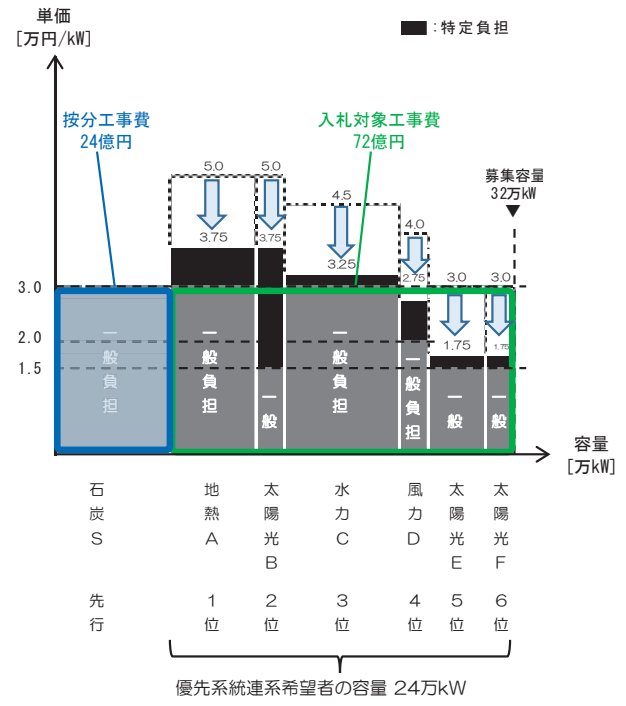 単価
[万円/kW]
:特定負担
按分工事費
24億円
入札対象工事費
72億円
募集容量
32万kW
5.0
5.0
4.5
4.0
3.0
3.0
3.75
3.75
3.25
2.75
1.75
1.75
3.0
2.0
1.5
一般負担
一般負担
一般
一般負担
一般負担
一般
一般
容量
[万kW]
石炭S
地熱A
太陽光B
水力C
風力D
太陽光E
太陽光F
先行
1位
2位
3位
4位
5位
6位
優先系統連系希望者の容量 24万kW